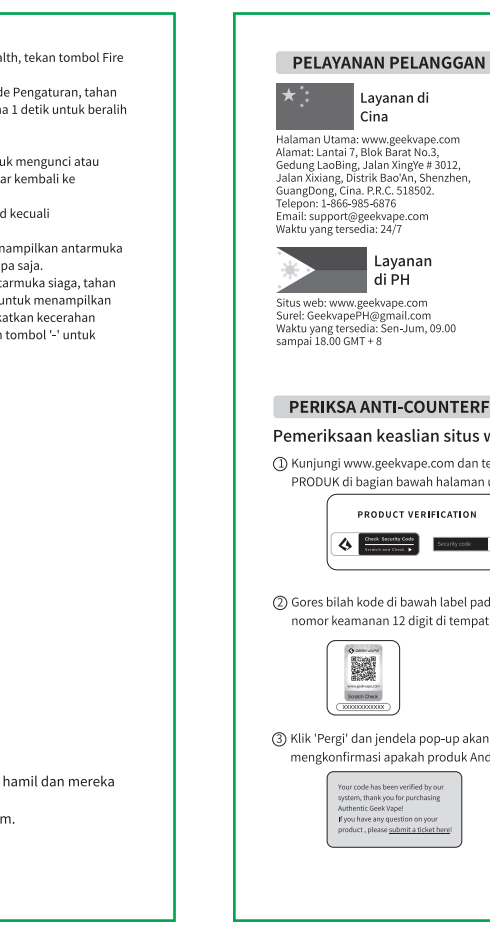 alth, tekan tombol Fire
de Pengaturan, tahan
na 1 detik untuk beralih
uk mengunci atau
ar kembali ke
d kecuali
nampilkan antarmuka
pa saja.
tarmuka siaga, tahan
untuk menampilkan
katkan kecerahan
n tombol '-' untuk
hamil dan mereka
m.
PELAYANAN PELANGGAN
Layanan di
Cina
Halaman Utama: www.geekvape.com
Alamat: Lantai 7, Blok Barat No.3,
Gedung LaoBing, Jalan XingYe # 3012,
Jalan Xixiang, Distrik Bao'An, Shenzhen,
GuangDong, Cina. P.R.C. 518502.
Telepon: 1-866-985-6876
Email: support@geekvape.com
Waktu yang tersedia: 24/7
Layanan
di PH
Situs web: www.geekvape.com
Surel: GeekvapePH@gmail.com
Waktu yang tersedia: Sen-Jum, 09.00
sampai 18.00 GMT + 8
PERIKSA ANTI-COUNTERF
Pemeriksaan keaslian situs w
① Kunjungi www.geekvape.com dan te
PRODUK di bagian bawah halaman u
PRODUCT VERIFICATION
Check Security Code
Scratch and Check
Security code
② Gores bilah kode di bawah label pad
nomor keamanan 12 digit di tempat
GEEKVAPE
www.geekvape.com
Scratch Check
XXXXXXXXXXXX
③ Klik 'Pergi' dan jendela pop-up akan
mengkonfirmasi apakah produk And
Your code has been verified by our
system, thank you for purchasing
Authentic Geek Vape!
If you have any question on your
product , please submit a ticket here!